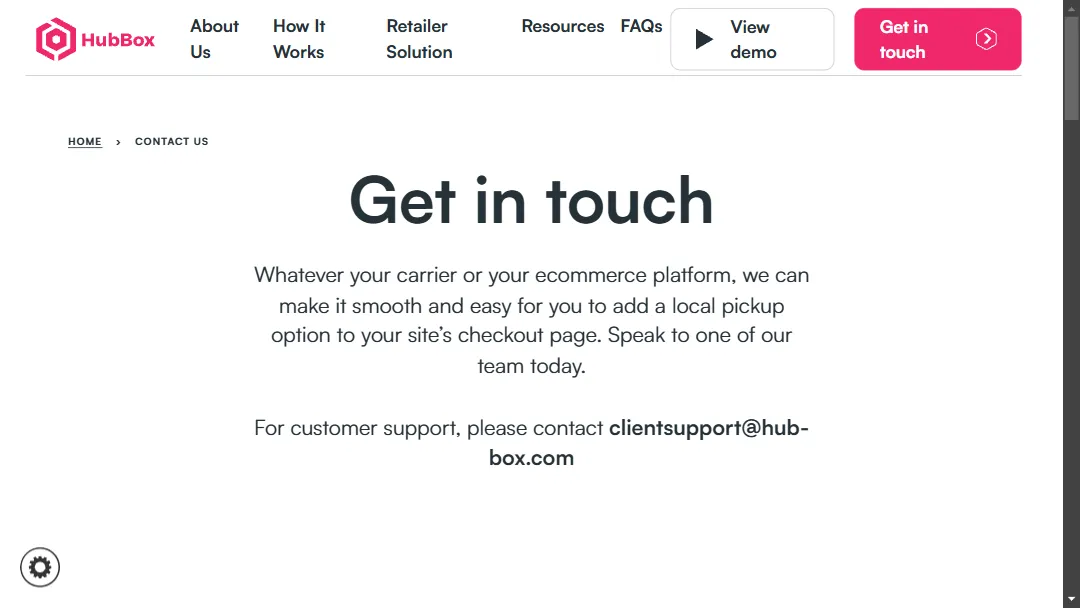 HubBox
About Us
How It Works
Retailer Solution
Resources
FAQs
View demo
Get in touch
HOME › CONTACT US
Get in touch
Whatever your carrier or your ecommerce platform, we can
make it smooth and easy for you to add a local pickup
option to your site’s checkout page. Speak to one of our
team today.
For customer support, please contact clientsupport@hub-
box.com